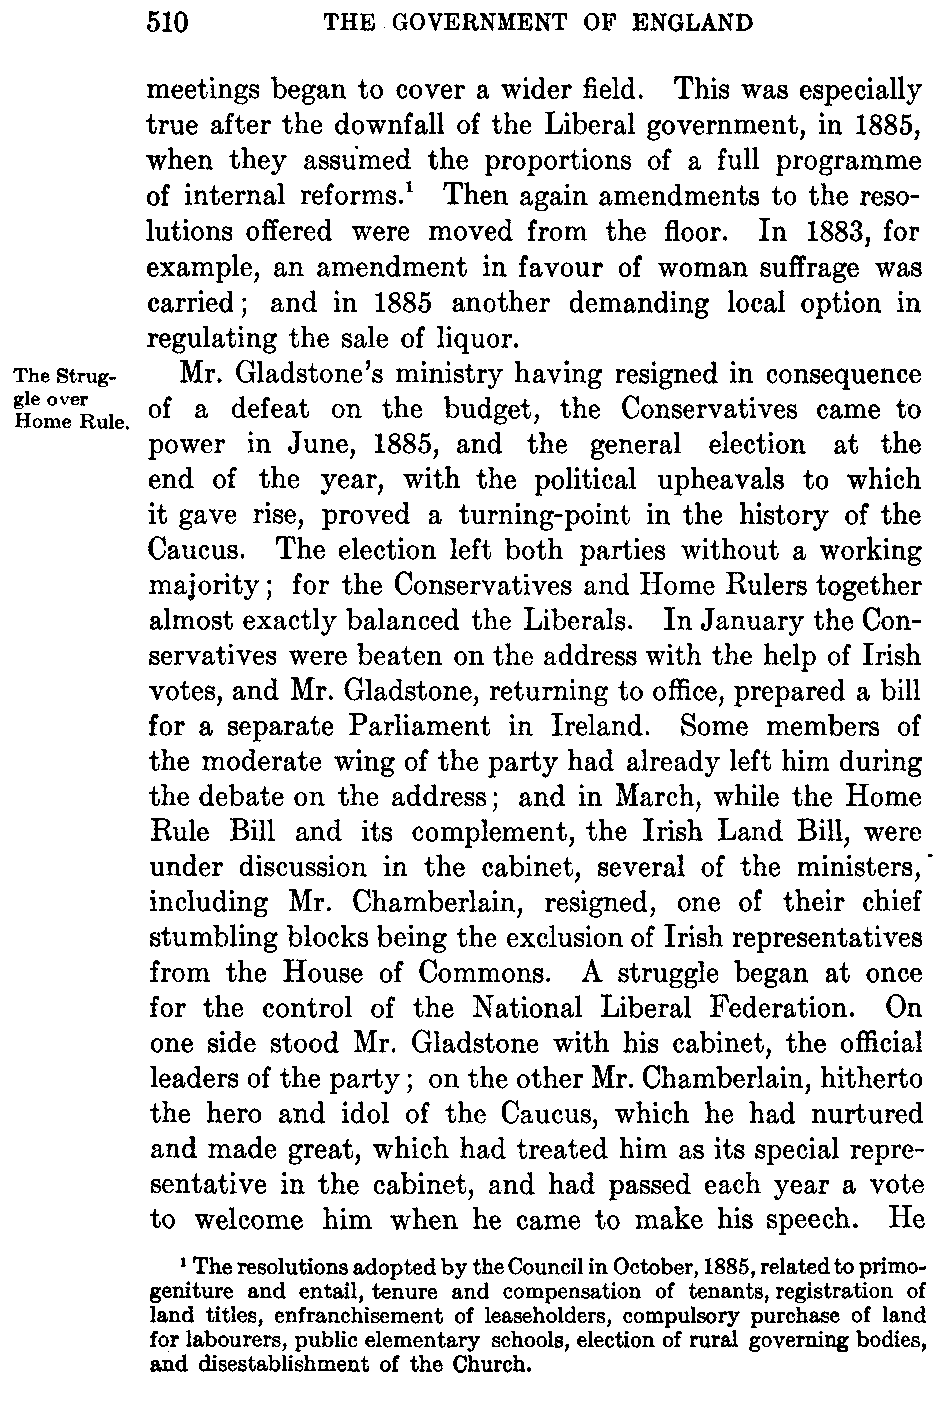 510 THE GOVERNMENT OF ENGLAND
meetings began to cover a wider field. This was especially
true after the downfall of the Liberal government, in 1885,
when they assumed the proportions of a full programme
of internal reforms.¹ Then again amendments to the reso-
lutions offered were moved from the floor. In 1883, for
example, an amendment in favour of woman suffrage was
carried; and in 1885 another demanding local option in
regulating the sale of liquor.
The Strug-
gle over
Home Rule.
Mr. Gladstone's ministry having resigned in consequence
of a defeat on the budget, the Conservatives came to
power in June, 1885, and the general election at the
end of the year, with the political upheavals to which
it gave rise, proved a turning-point in the history of the
Caucus. The election left both parties without a working
majority; for the Conservatives and Home Rulers together
almost exactly balanced the Liberals. In January the Con-
servatives were beaten on the address with the help of Irish
votes, and Mr. Gladstone, returning to office, prepared a bill
for a separate Parliament in Ireland. Some members of
the moderate wing of the party had already left him during
the debate on the address; and in March, while the Home
Rule Bill and its complement, the Irish Land Bill, were
under discussion in the cabinet, several of the ministers,
including Mr. Chamberlain, resigned, one of their chief
stumbling blocks being the exclusion of Irish representatives
from the House of Commons. A struggle began at once
for the control of the National Liberal Federation. On
one side stood Mr. Gladstone with his cabinet, the official
leaders of the party; on the other Mr. Chamberlain, hitherto
the hero and idol of the Caucus, which he had nurtured
and made great, which had treated him as its special repre-
sentative in the cabinet, and had passed each year a vote
to welcome him when he came to make his speech. He
¹ The resolutions adopted by the Council in October, 1885, related to primo-
geniture and entail, tenure and compensation of tenants, registration of
land titles, enfranchisement of leaseholders, compulsory purchase of land
for labourers, public elementary schools, election of rural governing bodies,
and disestablishment of the Church.